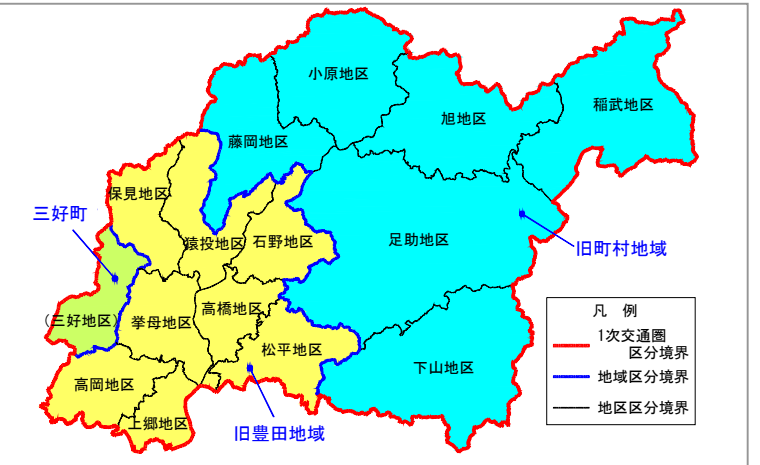 小原地区
稲武地区
旭地区
藤岡地区
保見地区
三好町
猿投地区
石野地区
足助地区
旧町村地域
(三好地区)
挙母地区
高橋地区
松平地区
下山地区
高岡地区
上郷地区
旧豊田地域
凡 例
1次交通圏
区分境界
地域区分境界
地区区分境界